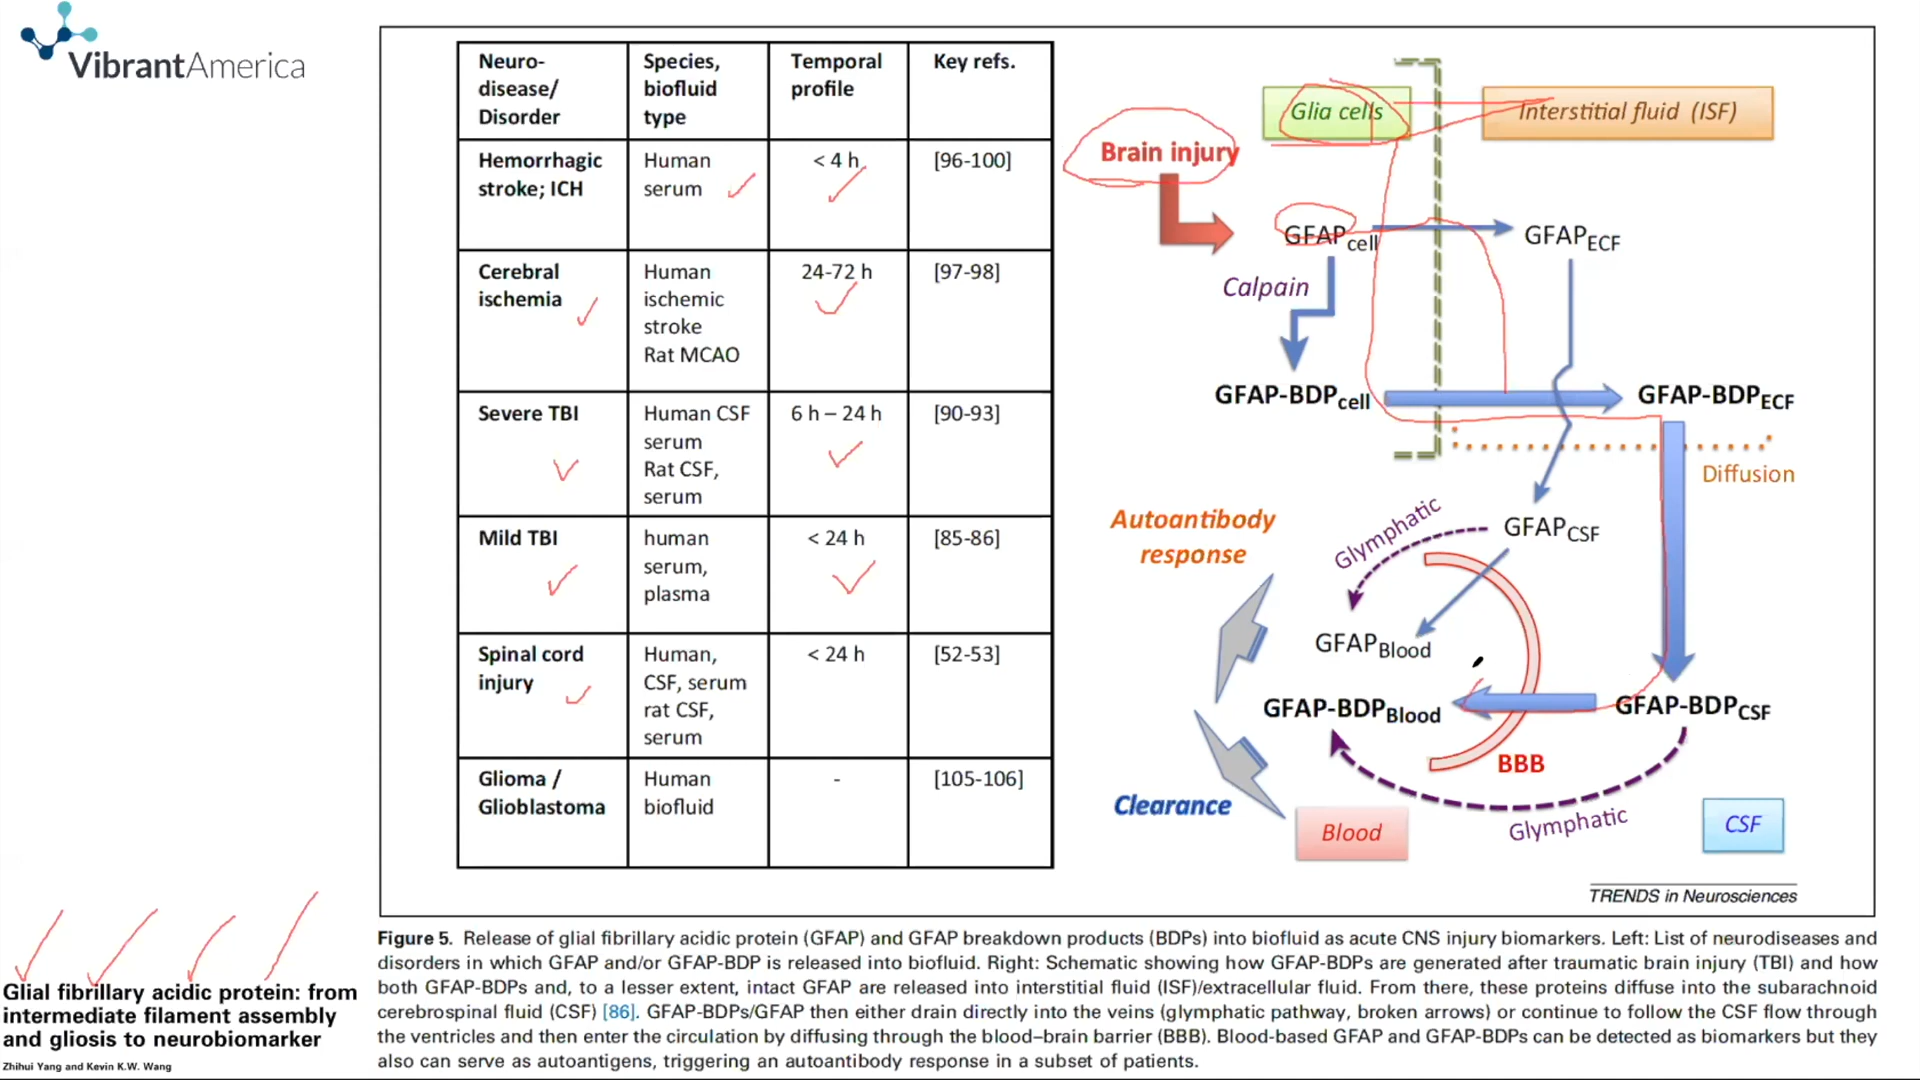 VibrantAmerica
Neuro-
disease/
Disorder
Species,
biofluid
type
Temporal
profile
Key refs.
Hemorrhagic
stroke; ICH
Human
serum
< 4 h
[96-100]
Cerebral
ischemia
Human
ischemic
stroke
Rat MCAO
24-72 h
[97-98]
Severe TBI
Human CSF
serum
Rat CSF,
serum
6 h – 24 h
[90-93]
Mild TBI
human
serum,
plasma
< 24 h
[85-86]
Spinal cord
injury
Human,
CSF, serum
rat CSF,
serum
< 24 h
[52-53]
Glioma /
Glioblastoma
Human
biofluid
-
[105-106]
Glia cells
Interstitial fluid (ISF)
Brain injury
GFAPcell
GFAPECF
Calpain
GFAP-BDPcell
GFAP-BDPECF
Diffusion
Autoantibody
response
Glymphatic
GFAPCSF
GFAPBlood
GFAP-BDPBlood
GFAP-BDPCSF
BBB
Clearance
Glymphatic
Blood
CSF
TRENDS in Neurosciences
Figure 5. Release of glial fibrillary acidic protein (GFAP) and GFAP breakdown products (BDPs) into biofluid as acute CNS injury biomarkers. Left: List of neurodiseases and
disorders in which GFAP and/or GFAP-BDP is released into biofluid. Right: Schematic showing how GFAP-BDPs are generated after traumatic brain injury (TBI) and how
both GFAP-BDPs and, to a lesser extent, intact GFAP are released into interstitial fluid (ISF)/extracellular fluid. From there, these proteins diffuse into the subarachnoid
cerebrospinal fluid (CSF) [86]. GFAP-BDPs/GFAP then either drain directly into the veins (glymphatic pathway, broken arrows) or continue to follow the CSF flow through
the ventricles and then enter the circulation by diffusing through the blood–brain barrier (BBB). Blood-based GFAP and GFAP-BDPs can be detected as biomarkers but they
also can serve as autoantigens, triggering an autoantibody response in a subset of patients.
Glial fibrillary acidic protein: from
intermediate filament assembly
and gliosis to neurobiomarker
Zhihui Yang and Kevin K.W. Wang